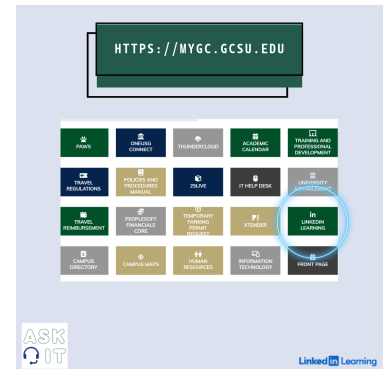 HTTPS://MYGC.GCSU.EDU
PAWS
ONEUSG
CONNECT
THUNDERCLOUD
ACADEMIC
CALENDAR
TRAINING AND
PROFESSIONAL
DEVELOPMENT
TRAVEL
REGULATIONS
POLICIES AND
PROCEDURES
MANUAL
25LIVE
IT HELP DESK
UNIVERSITY
ADVANCEMENT
TRAVEL
REIMBURSEMENT
PEOPLESOFT
FINANCIALS
CORE
TEMPORARY
PARKING
PERMIT
REQUEST
XTENDER
in
LINKEDIN
LEARNING
CAMPUS
DIRECTORY
CAMPUS MAPS
HUMAN
RESOURCES
INFORMATION
TECHNOLOGY
FRONT PAGE
ASK
IT
Linked in Learning